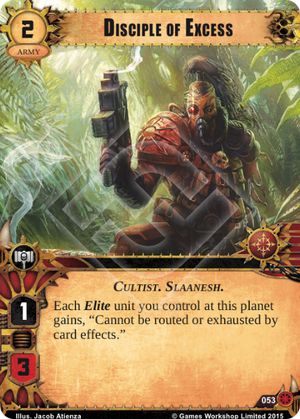 2
ARMY
DISCIPLE OF EXCESS
1
3
CULTIST. SLAANESH.
Each Elite unit you control at this planet
gains, “Cannot be routed or exhausted by
card effects.”
053
Illus. Jacob Atienza
© Games Workshop Limited 2015